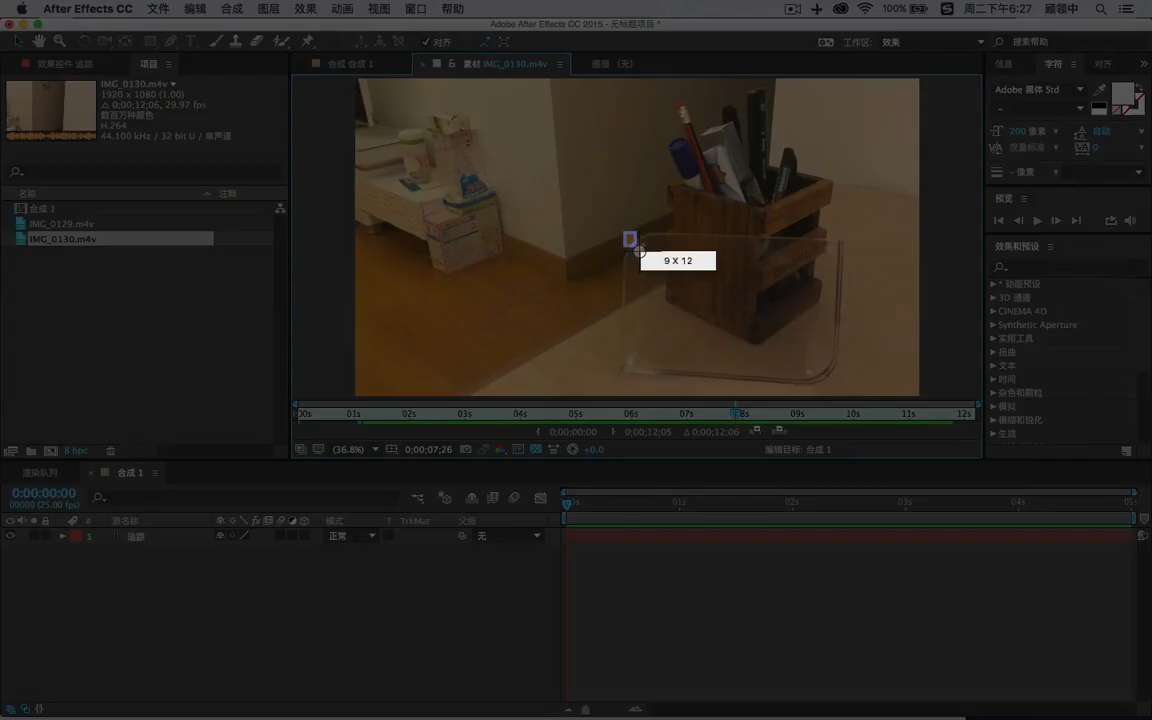 After Effects CC 文件 编辑 合成 图层 效果 动画 视图 窗口 帮助 100% 周二下午6:27 顾领中
Adobe After Effects CC 2015 - 无标题项目 *
对齐 工作区: 效果 搜索帮助
效果控件 追踪 项目 合成 合成 1 素材 IMG_0130.m4v 图层 (无) 信息 字符 对齐
IMG_0130.m4v
1920 x 1080 (1.00)
Δ 0;00;12;06, 29.97 fps
数百万种颜色
H.264
44.100 kHz / 32 bit U / 单声道
Adobe 黑体 Std
-
200 像素 自动
度量标准 0
- 像素
名称 注释
合成 1
IMG_0129.m4v
IMG_0130.m4v
9 X 12
预览
效果和预设
* 动画预设
3D 通道
CINEMA 4D
Synthetic Aperture
实用工具
扭曲
文本
时间
杂色和颗粒
模拟
模糊和锐化
生成
:00s 01s 02s 03s 04s 05s 06s 07s 08s 09s 10s 11s 12s
0;00;00;00 0;00;12;05 Δ 0;00;12;06
8 bpc (36.8%) 0;00;07;26 +0.0 编辑目标: 合成 1
渲染队列 合成 1
0:00:00:00
00000 (25.00 fps)
01s 02s 03s 04s 05s
# 源名称 模式 T TrkMat 父级
1 T 追踪 正常 无